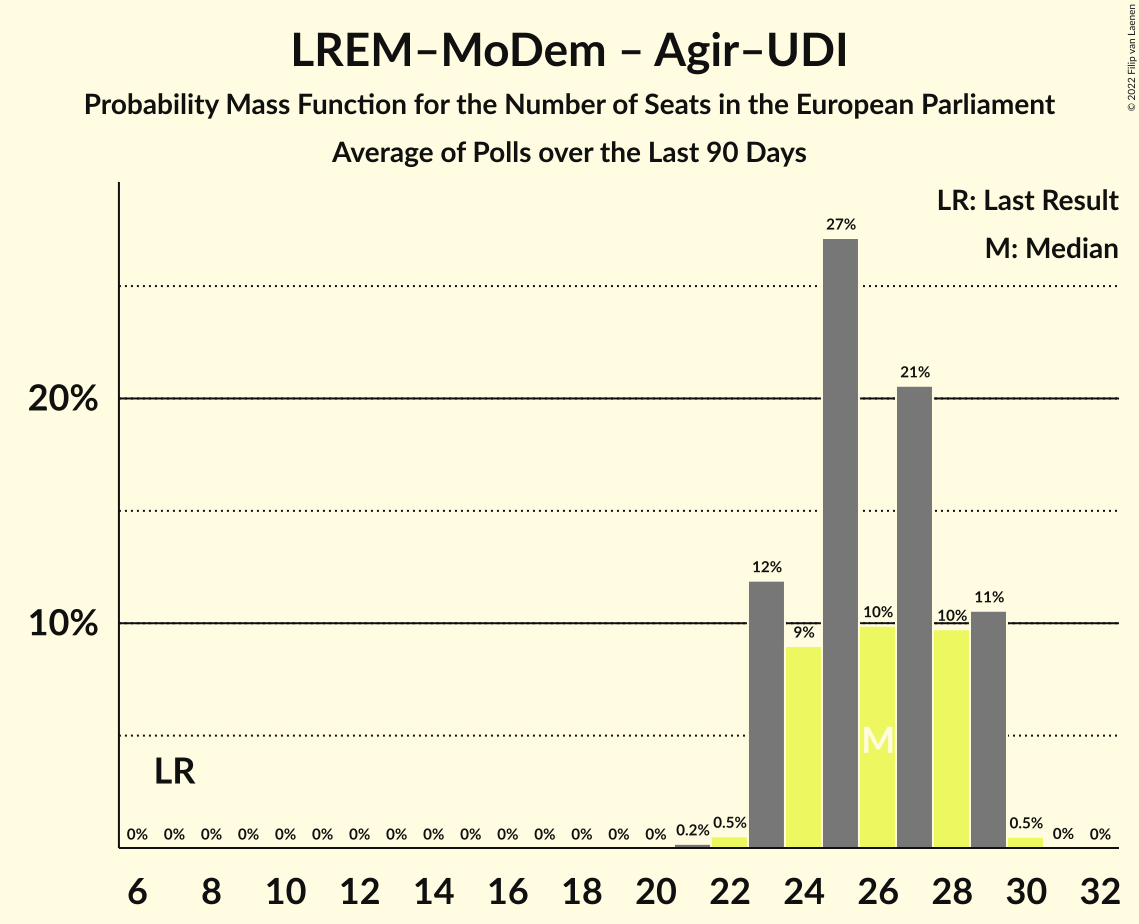 LREM–MoDem – Agir–UDI
Probability Mass Function for the Number of Seats in the European Parliament
Average of Polls over the Last 90 Days
© 2022 Filip van Laenen
LR: Last Result
M: Median
27%
21%
20%
12%
11%
10%
10%
10%
9%
M
LR
0% 0% 0% 0% 0% 0% 0% 0% 0% 0% 0% 0% 0% 0% 0% 0.2% 0.5% 0.5% 0% 0%
6 8 10 12 14 16 18 20 22 24 26 28 30 32